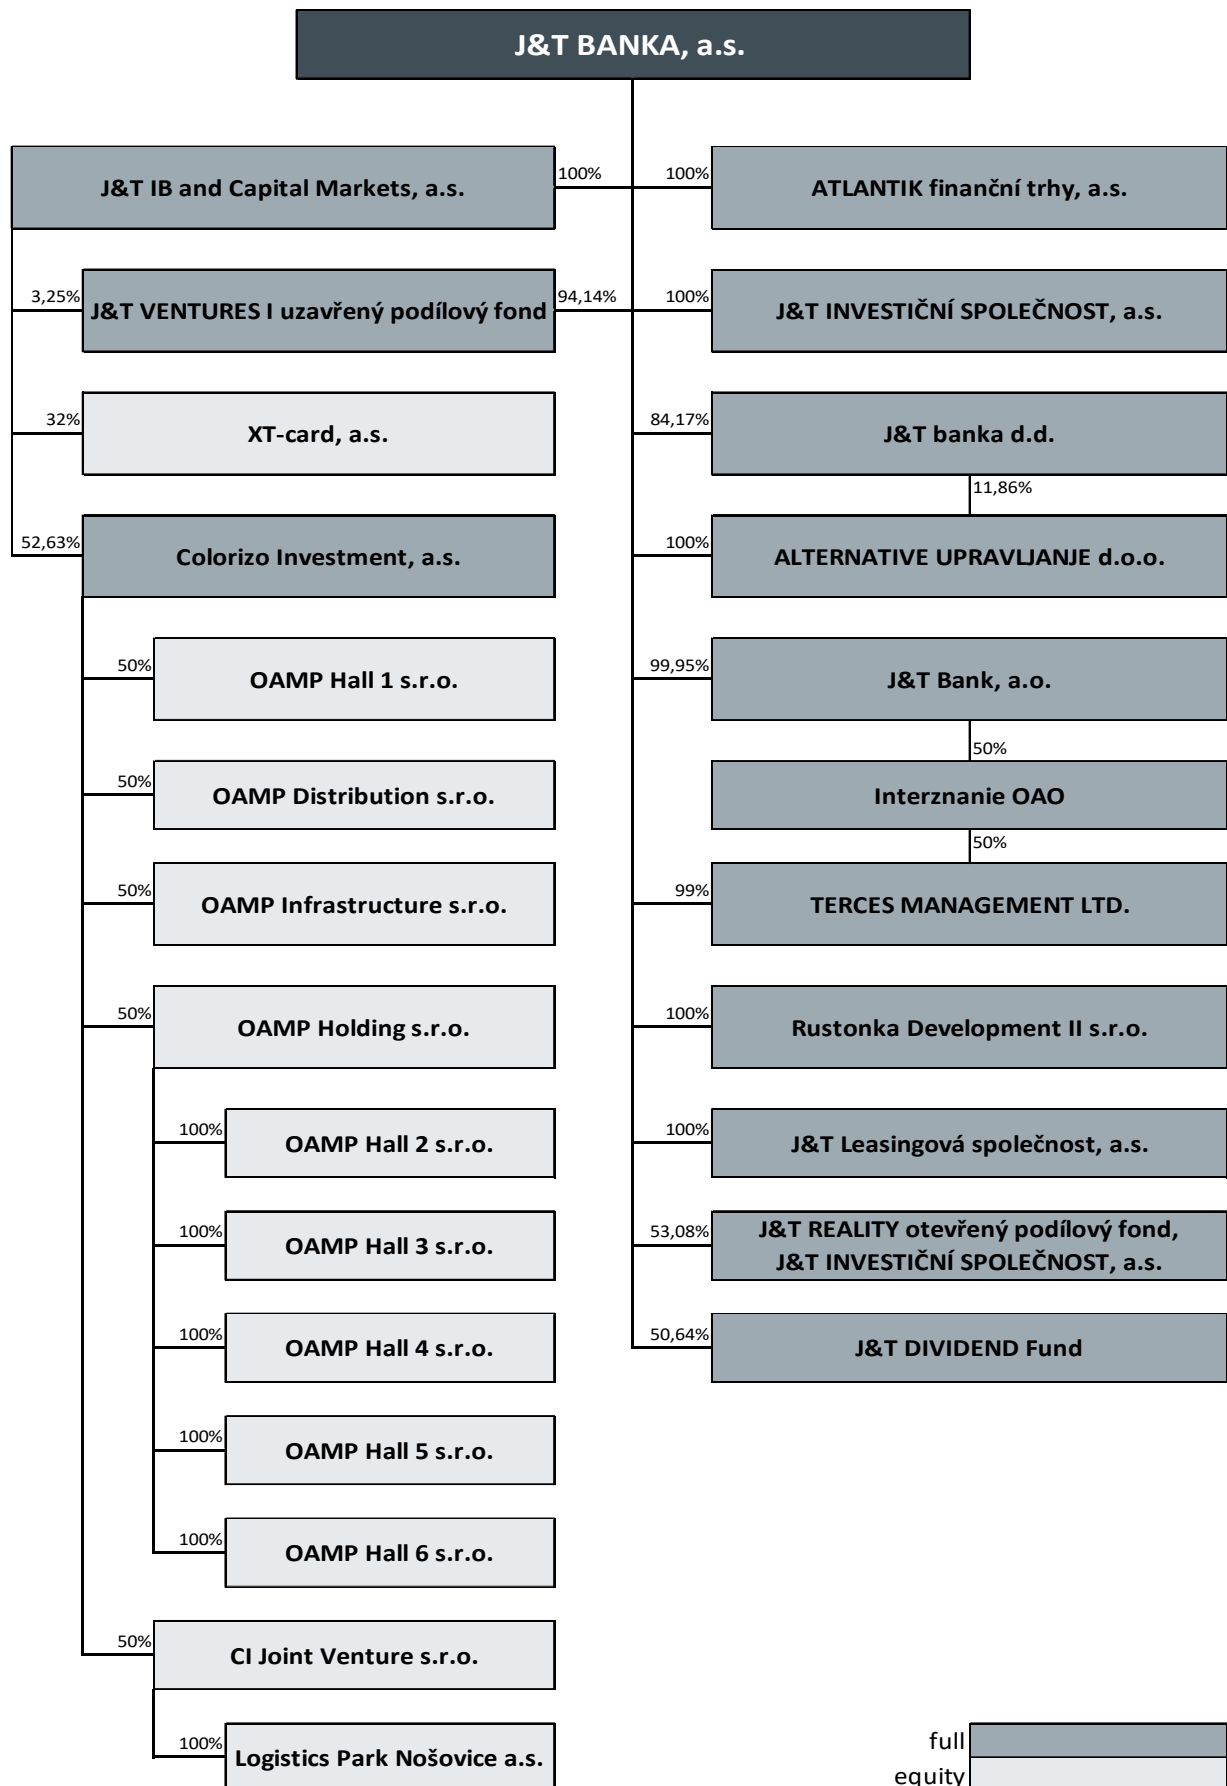 J&T BANKA, a.s.
J&T IB and Capital Markets, a.s.
100%
100%
ATLANTIK finanční trhy, a.s.
3,25%
J&T VENTURES I uzavřený podílový fond
94,14%
100%
J&T INVESTIČNÍ SPOLEČNOST, a.s.
32%
XT-card, a.s.
84,17%
J&T banka d.d.
11,86%
52,63%
Colorizo Investment, a.s.
100%
ALTERNATIVE UPRAVLJANJE d.o.o.
50%
OAMP Hall 1 s.r.o.
99,95%
J&T Bank, a.o.
50%
50%
OAMP Distribution s.r.o.
Interznanie OAO
50%
50%
OAMP Infrastructure s.r.o.
99%
TERCES MANAGEMENT LTD.
50%
OAMP Holding s.r.o.
100%
Rustonka Development II s.r.o.
100%
OAMP Hall 2 s.r.o.
100%
J&T Leasingová společnost, a.s.
100%
OAMP Hall 3 s.r.o.
53,08%
J&T REALITY otevřený podílový fond,
J&T INVESTIČNÍ SPOLEČNOST, a.s.
100%
OAMP Hall 4 s.r.o.
50,64%
J&T DIVIDEND Fund
100%
OAMP Hall 5 s.r.o.
100%
OAMP Hall 6 s.r.o.
50%
CI Joint Venture s.r.o.
100%
Logistics Park Nošovice a.s.
full
equity